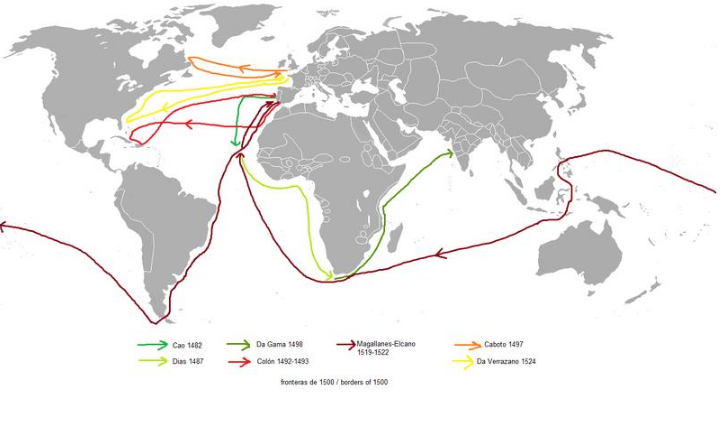 Cao 1482
Da Gama 1498
Magallanes-Elcano
1519-1522
Caboto 1497
Dias 1487
Colón 1492-1493
Da Verrazano 1524
fronteras de 1500 / borders of 1500